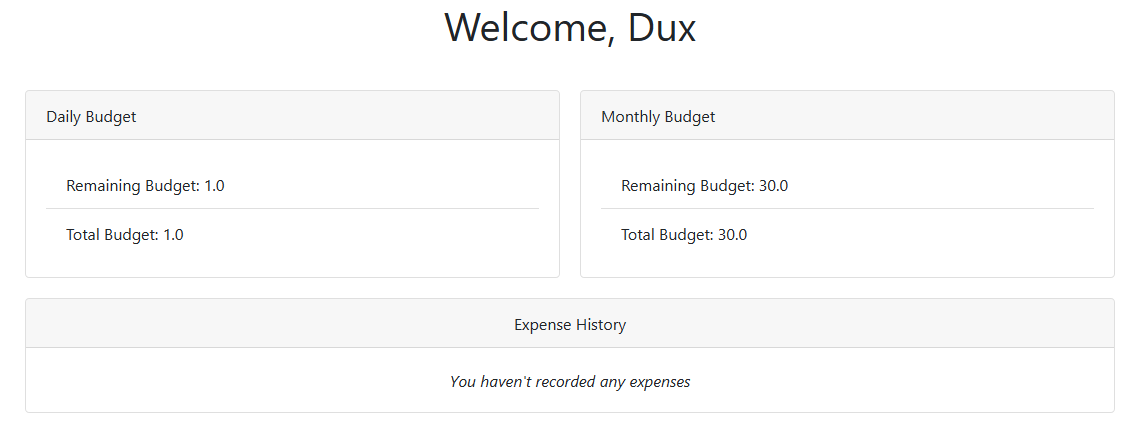 Welcome, Dux
Daily Budget
Remaining Budget: 1.0
Total Budget: 1.0
Monthly Budget
Remaining Budget: 30.0
Total Budget: 30.0
Expense History
You haven't recorded any expenses